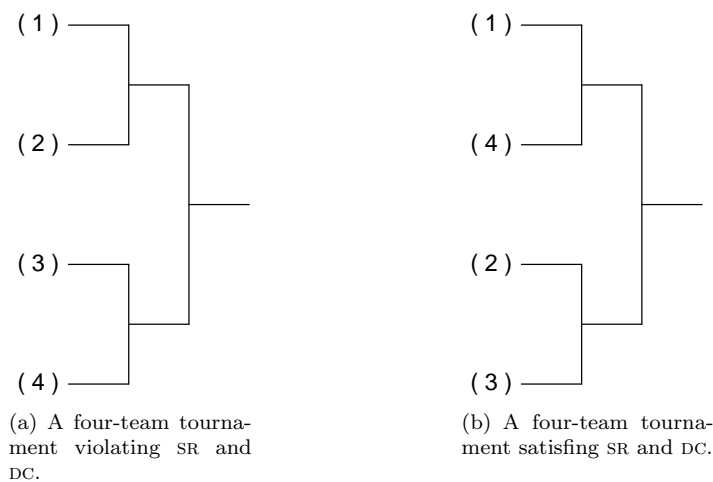 (1)
(2)
(3)
(4)
(a) A four-team tourna-
ment violating SR and
DC.
(1)
(4)
(2)
(3)
(b) A four-team tourna-
ment satisfing SR and DC.